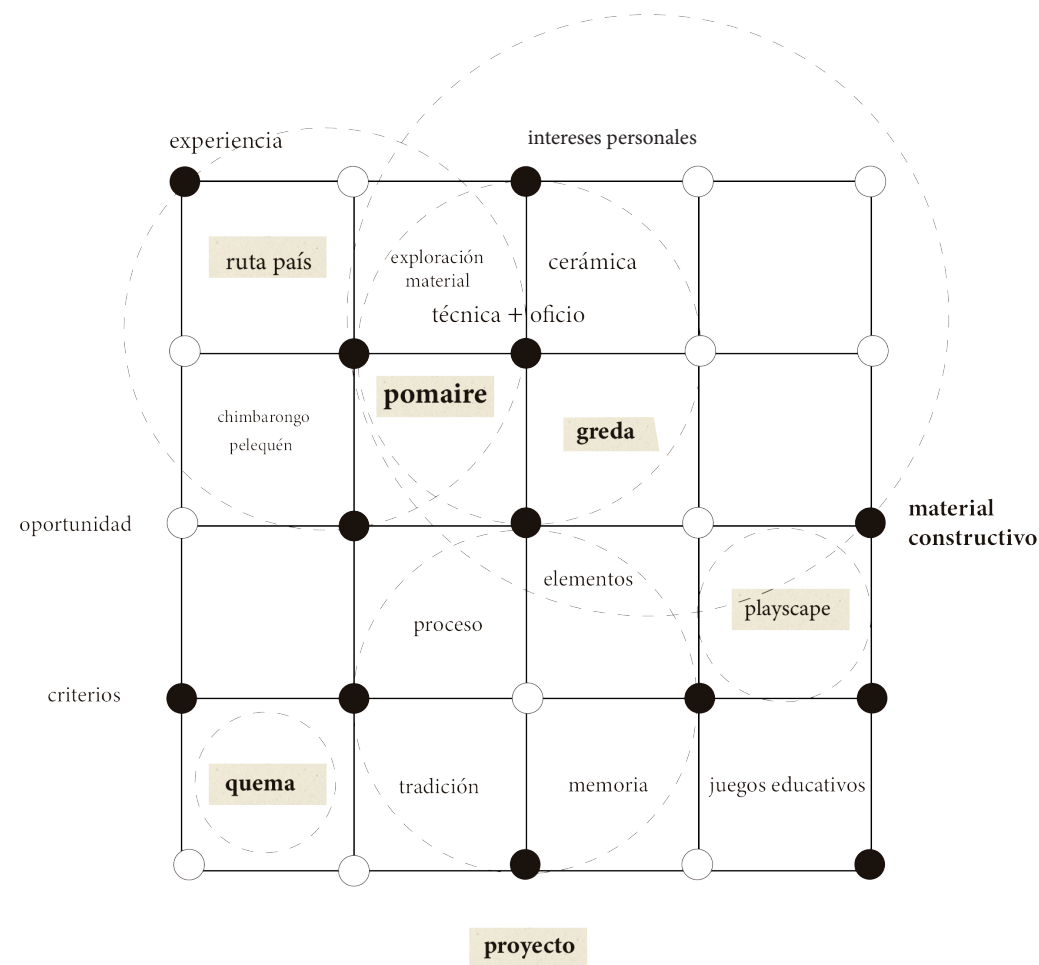 experiencia
intereses personales
ruta país
exploración
material
cerámica
técnica + oficio
pomaire
greda
chimbarongo
pelequén
oportunidad
material
constructivo
elementos
playscape
proceso
criterios
quema
tradición
memoria
juegos educativos
proyecto